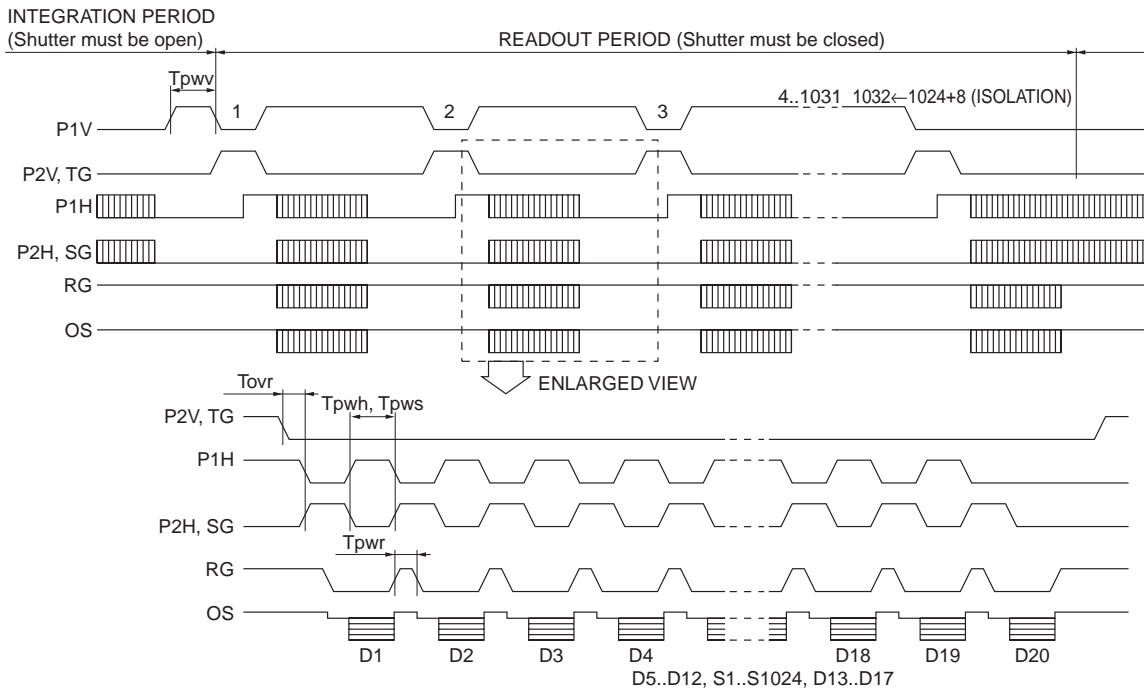 INTEGRATION PERIOD
(Shutter must be open)
READOUT PERIOD (Shutter must be closed)
Tpwv
1
2
3
4..1031 1032←1024+8 (ISOLATION)
P1V
P2V, TG
P1H
P2H, SG
RG
OS
ENLARGED VIEW
Tovr
Tpwh, Tpws
P2V, TG
P1H
P2H, SG
Tpwr
RG
OS
D1 D2 D3 D4 D18 D19 D20
D5..D12, S1..S1024, D13..D17